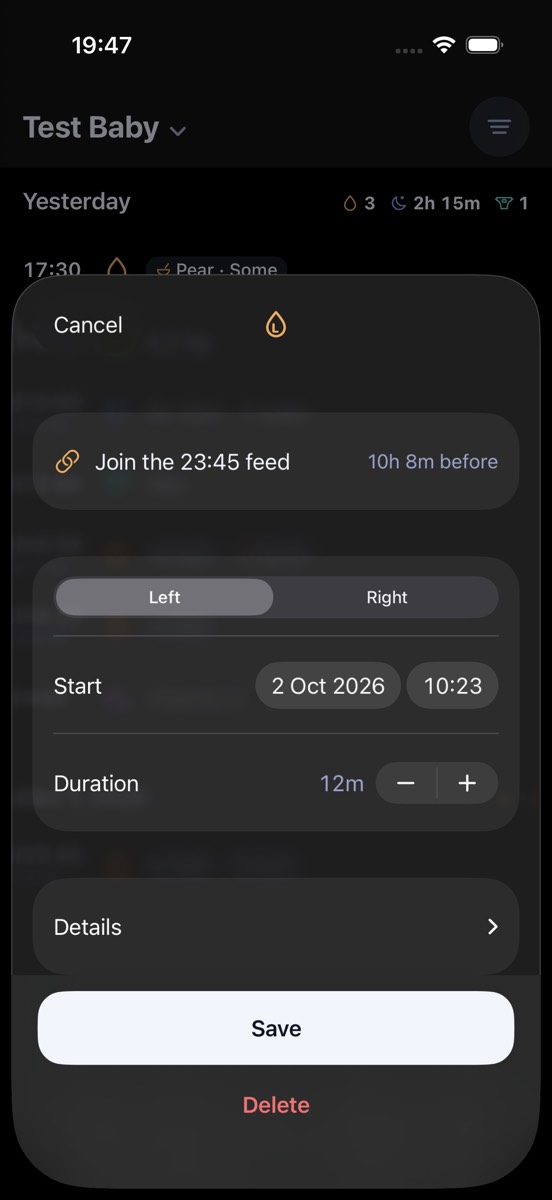 19:47
Test Baby
Yesterday 3 2h 15m 1
17:30 Pear · Some
Cancel L
Join the 23:45 feed 10h 8m before
Left Right
Start 2 Oct 2026 10:23
Duration 12m − +
Details
Save
Delete